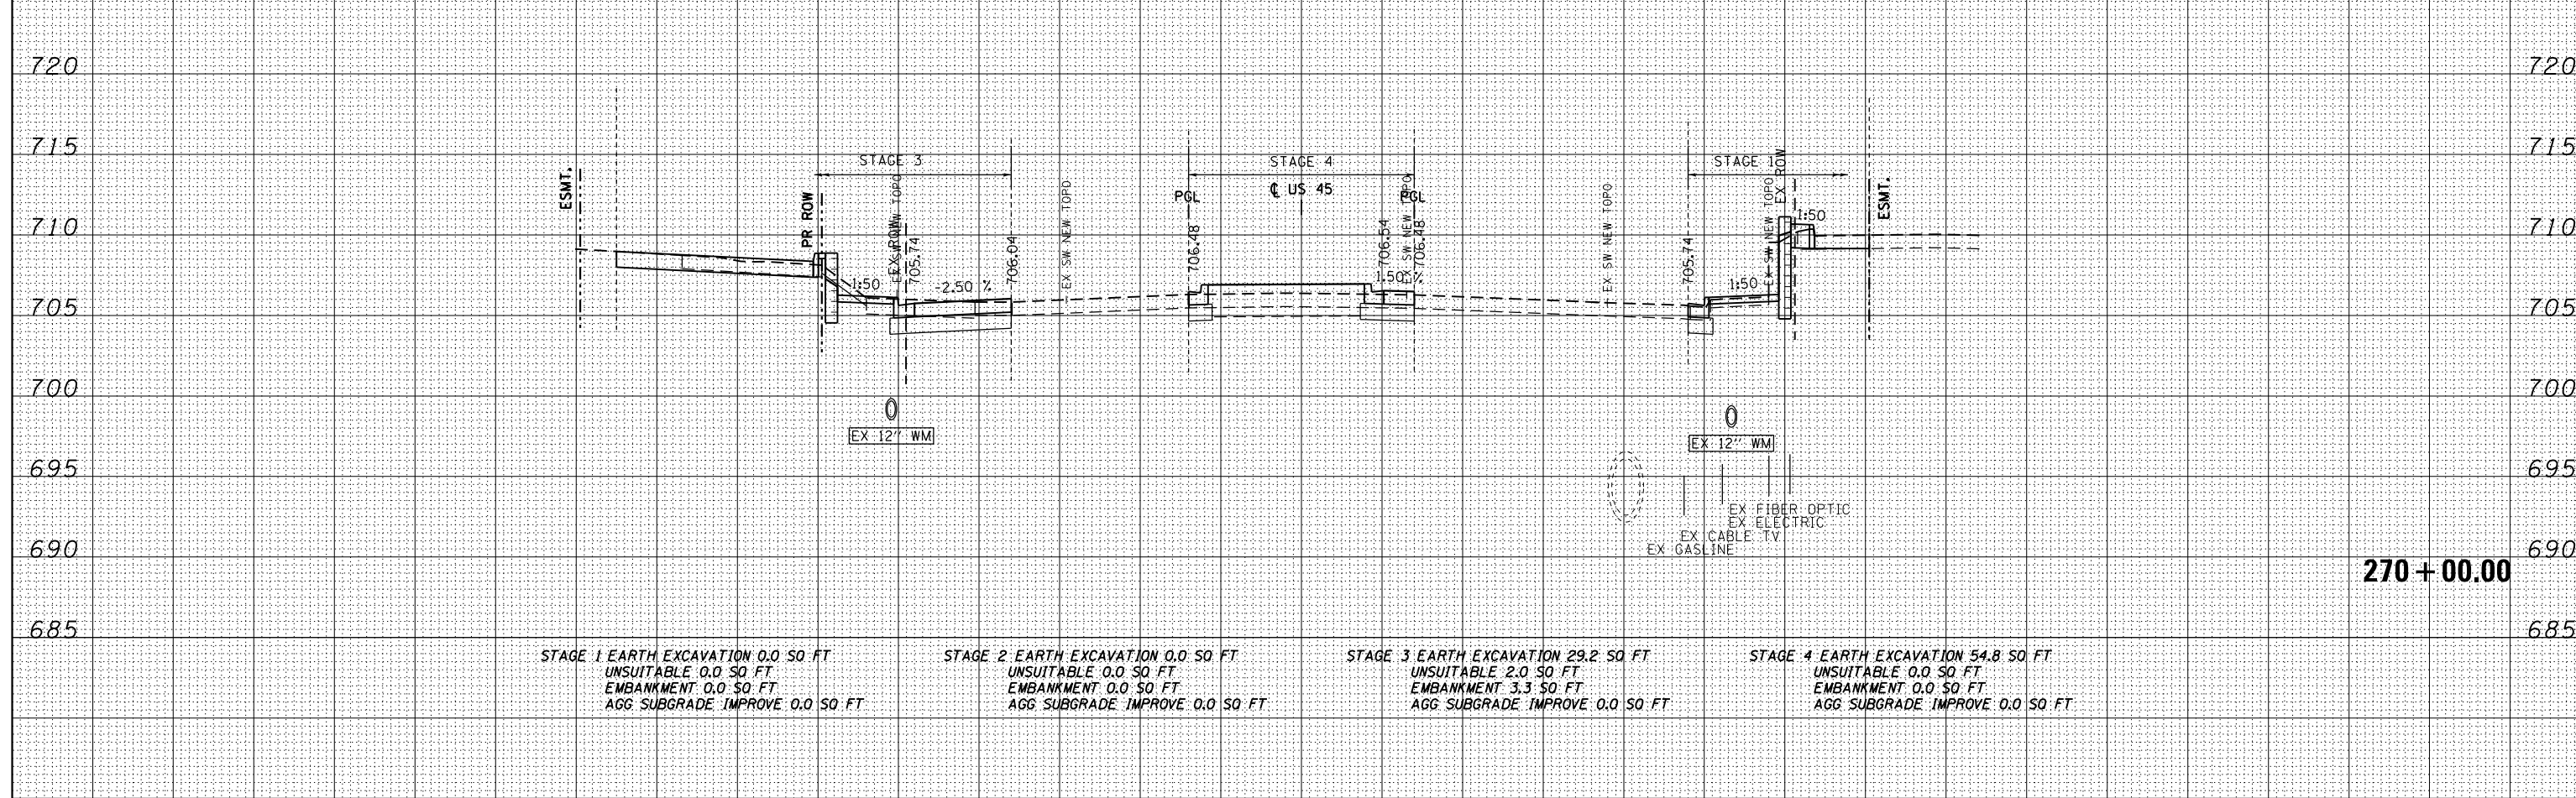 720 720
715 715
STAGE 3 STAGE 4 STAGE 1
ESMT. PR ROW EX ROW EX SW NEW TOPO EX SW NEW TOPO PGL ℄ US 45 PGL EX SW NEW TOPO EX SW NEW TOPO EX SW NEW TOPO EX ROW ESMT.
710 710
705.74 706.04 706.48 706.54 706.48 705.74 1:50
1:50 -2.50 % 1.50 % 1:50
705 705
700 700
EX 12'' WM EX 12'' WM
695 695
EX FIBER OPTIC
EX ELECTRIC
EX CABLE TV
EX GASLINE
690 690
270+00.00
685 685
STAGE 1 EARTH EXCAVATION 0.0 SQ FT STAGE 2 EARTH EXCAVATION 0.0 SQ FT STAGE 3 EARTH EXCAVATION 29.2 SQ FT STAGE 4 EARTH EXCAVATION 54.8 SQ FT
UNSUITABLE 0.0 SQ FT UNSUITABLE 0.0 SQ FT UNSUITABLE 2.0 SQ FT UNSUITABLE 0.0 SQ FT
EMBANKMENT 0.0 SQ FT EMBANKMENT 0.0 SQ FT EMBANKMENT 3.3 SQ FT EMBANKMENT 0.0 SQ FT
AGG SUBGRADE IMPROVE 0.0 SQ FT AGG SUBGRADE IMPROVE 0.0 SQ FT AGG SUBGRADE IMPROVE 0.0 SQ FT AGG SUBGRADE IMPROVE 0.0 SQ FT